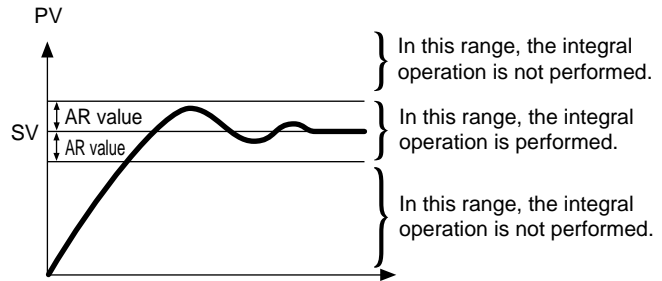 PV
In this range, the integral
operation is not performed.
AR value
SV
AR value
In this range, the integral
operation is performed.
In this range, the integral
operation is not performed.